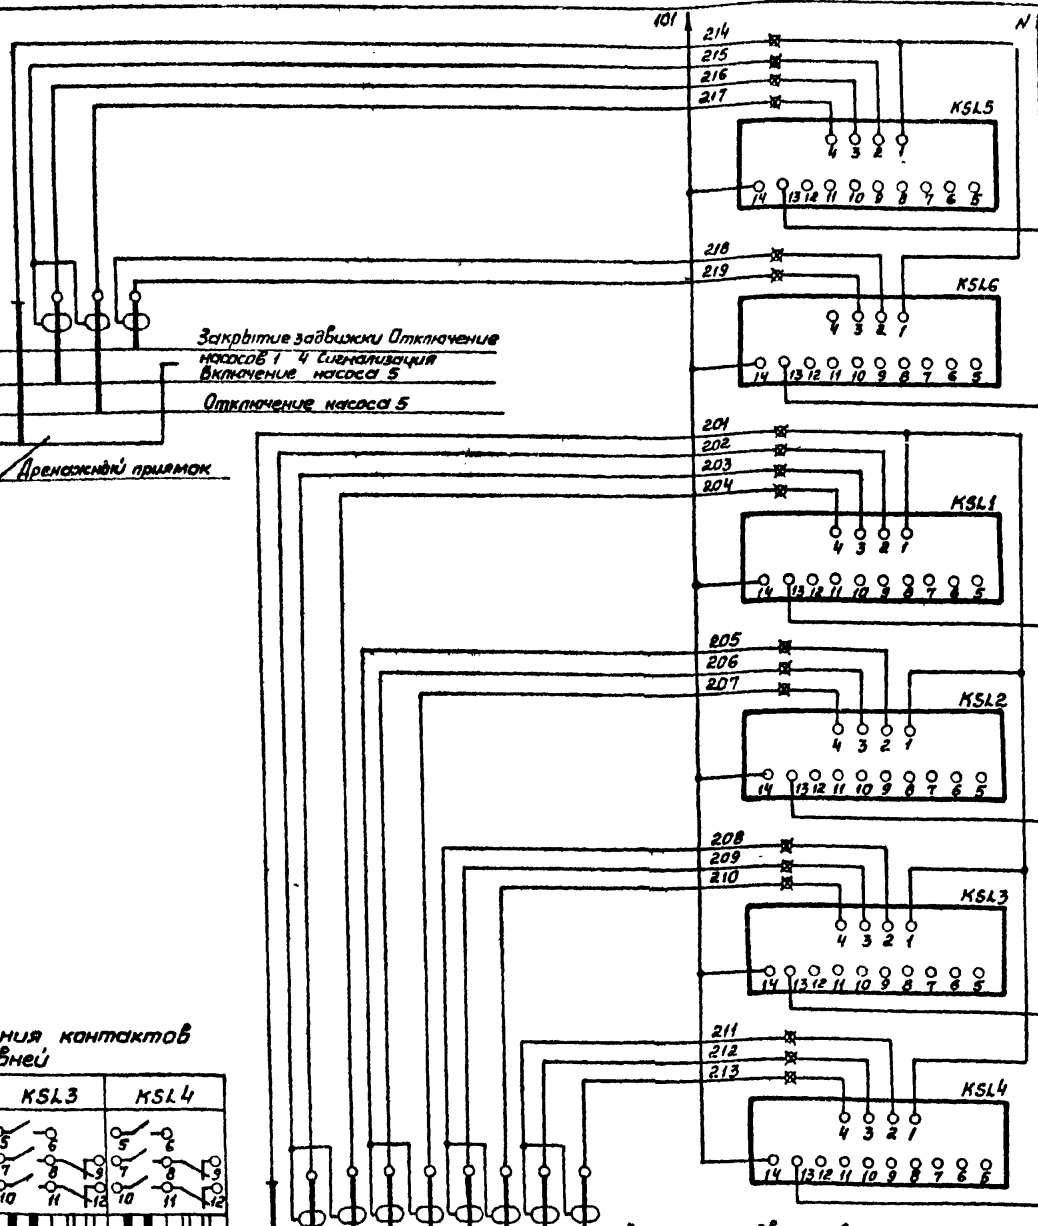 101 N
214
215
216
217
KSL5
4 3 2 1
14 13 12 11 10 9 8 7 6 5
218
219
KSL6
4 3 2 1
14 13 12 11 10 9 8 7 6 5
Закрытие задвижки Отключение
насосов 1 4 Сигнализация
Включение насоса 5
Отключение насоса 5
Дренажный приямок
201
202
203
204
KSL1
4 3 2 1
14 13 12 11 10 9 8 7 6 5
205
206
207
KSL2
4 3 2 1
14 13 12 11 10 9 8 7 6 5
208
209
210
KSL3
4 3 2 1
14 13 12 11 10 9 8 7 6 5
211
212
213
KSL4
4 3 2 1
14 13 12 11 10 9 8 7 6 5
ния контактов
вней
KSL3 KSL4
5 6 5 6
7 8 9 7 8 9
10 11 12 10 11 12